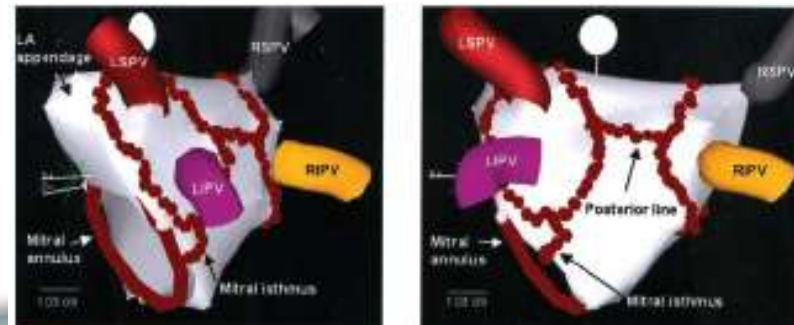 LA
appendage
LSPV
RSPV
LIPV
RIPV
Mitral
annulus
Mitral isthmus
LSPV
RSPV
LIPV
RIPV
Posterior line
Mitral
annulus
Mitral isthmus